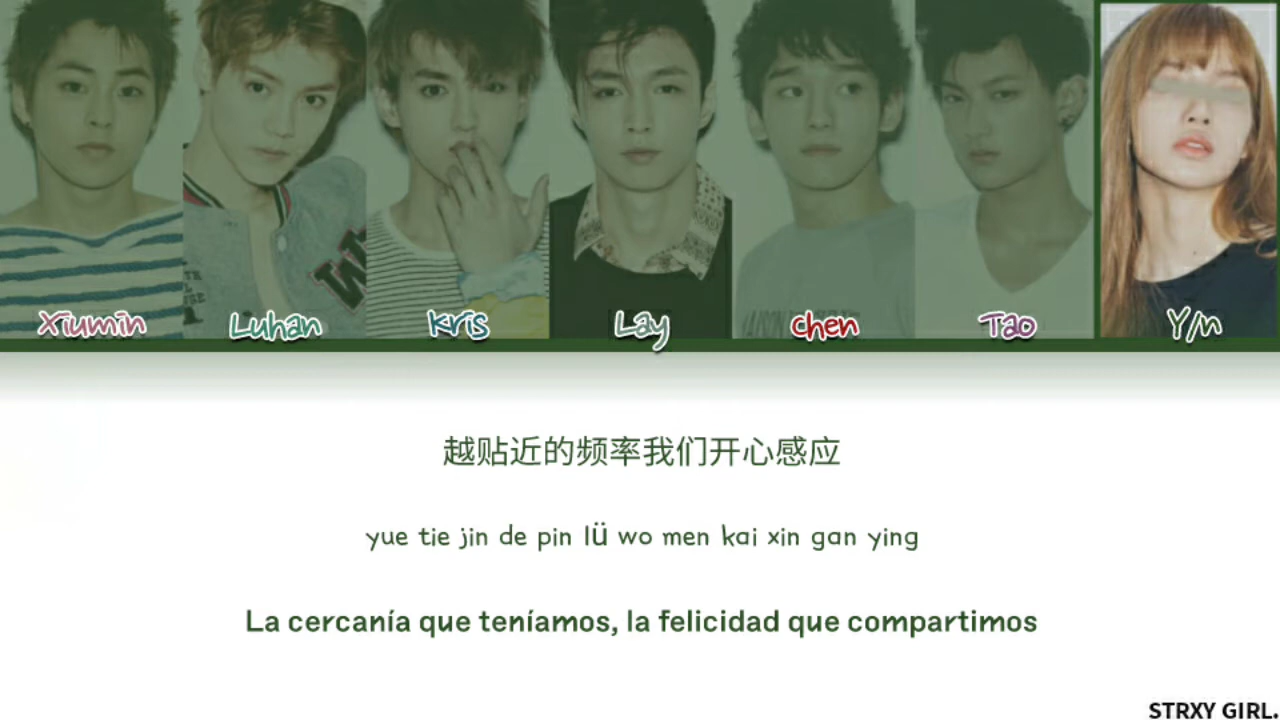 Xiumin Luhan Kris Lay chen Tao Y/n
越贴近的频率我们开心感应
yue tie jin de pin lü wo men kai xin gan ying
La cercanía que teníamos, la felicidad que compartimos
STRXY GIRL.